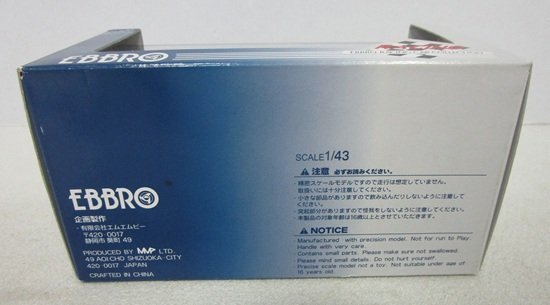 EBBRO
RACING
SCALE1/43
⚠ 注意 必ずお読みください。
・精密スケールモデルですので走行は想定していません。
取扱いには十分注意してください。
・小さな部品がありますので飲み込んだりしないように注意して
ください。
・突起部分がありますので怪我をしないように注意してください。
本製品の対象年齢は16歳以上とさせていただきます。
⚠ NOTICE
Manufactured with precision model. Not for run to Play
Handle with very care.
Contains small parts. Please make sure not swallowed.
Please mind small details. Do not hurt yourself.
Precise scale model not a toy. Not suitable under age of
16 years old
EBBRO
企画製作
有限会社エムエムピー
〒420-0017
静岡市 葵町 49
PRODUCED BY MMP LTD.
49 AOI-CHO SHIZUOKA-CITY
420-0017 JAPAN
CRAFTED IN CHINA